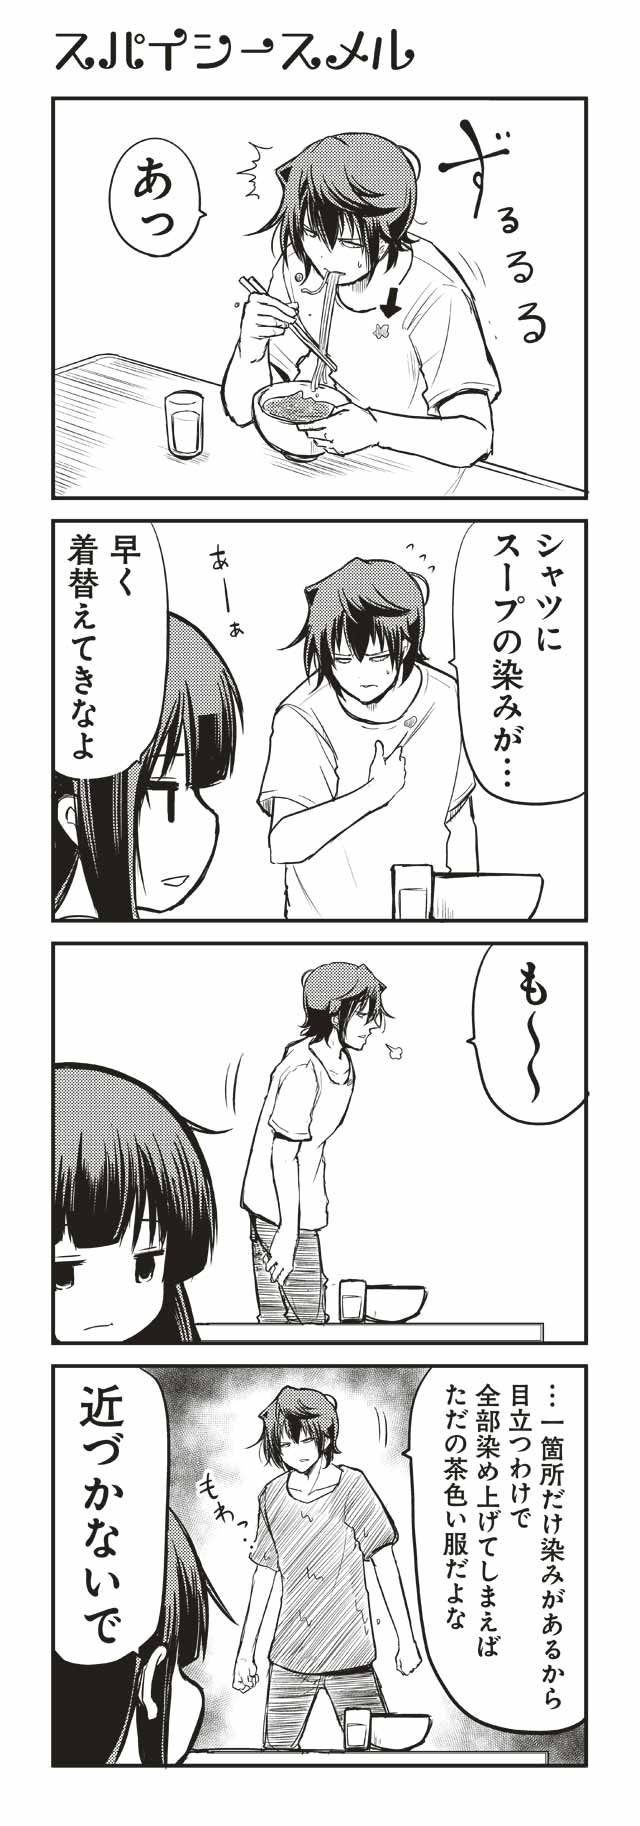 スパイシースメル
ずるるる
あっ
シャツに
スープの染みが…
あーぁ
早く
着替えてきなよ
も〜〜
…一箇所だけ染みがあるから
目立つわけで
全部染め上げてしまえば
ただの茶色い服だよな
もわっ…
近づかないで